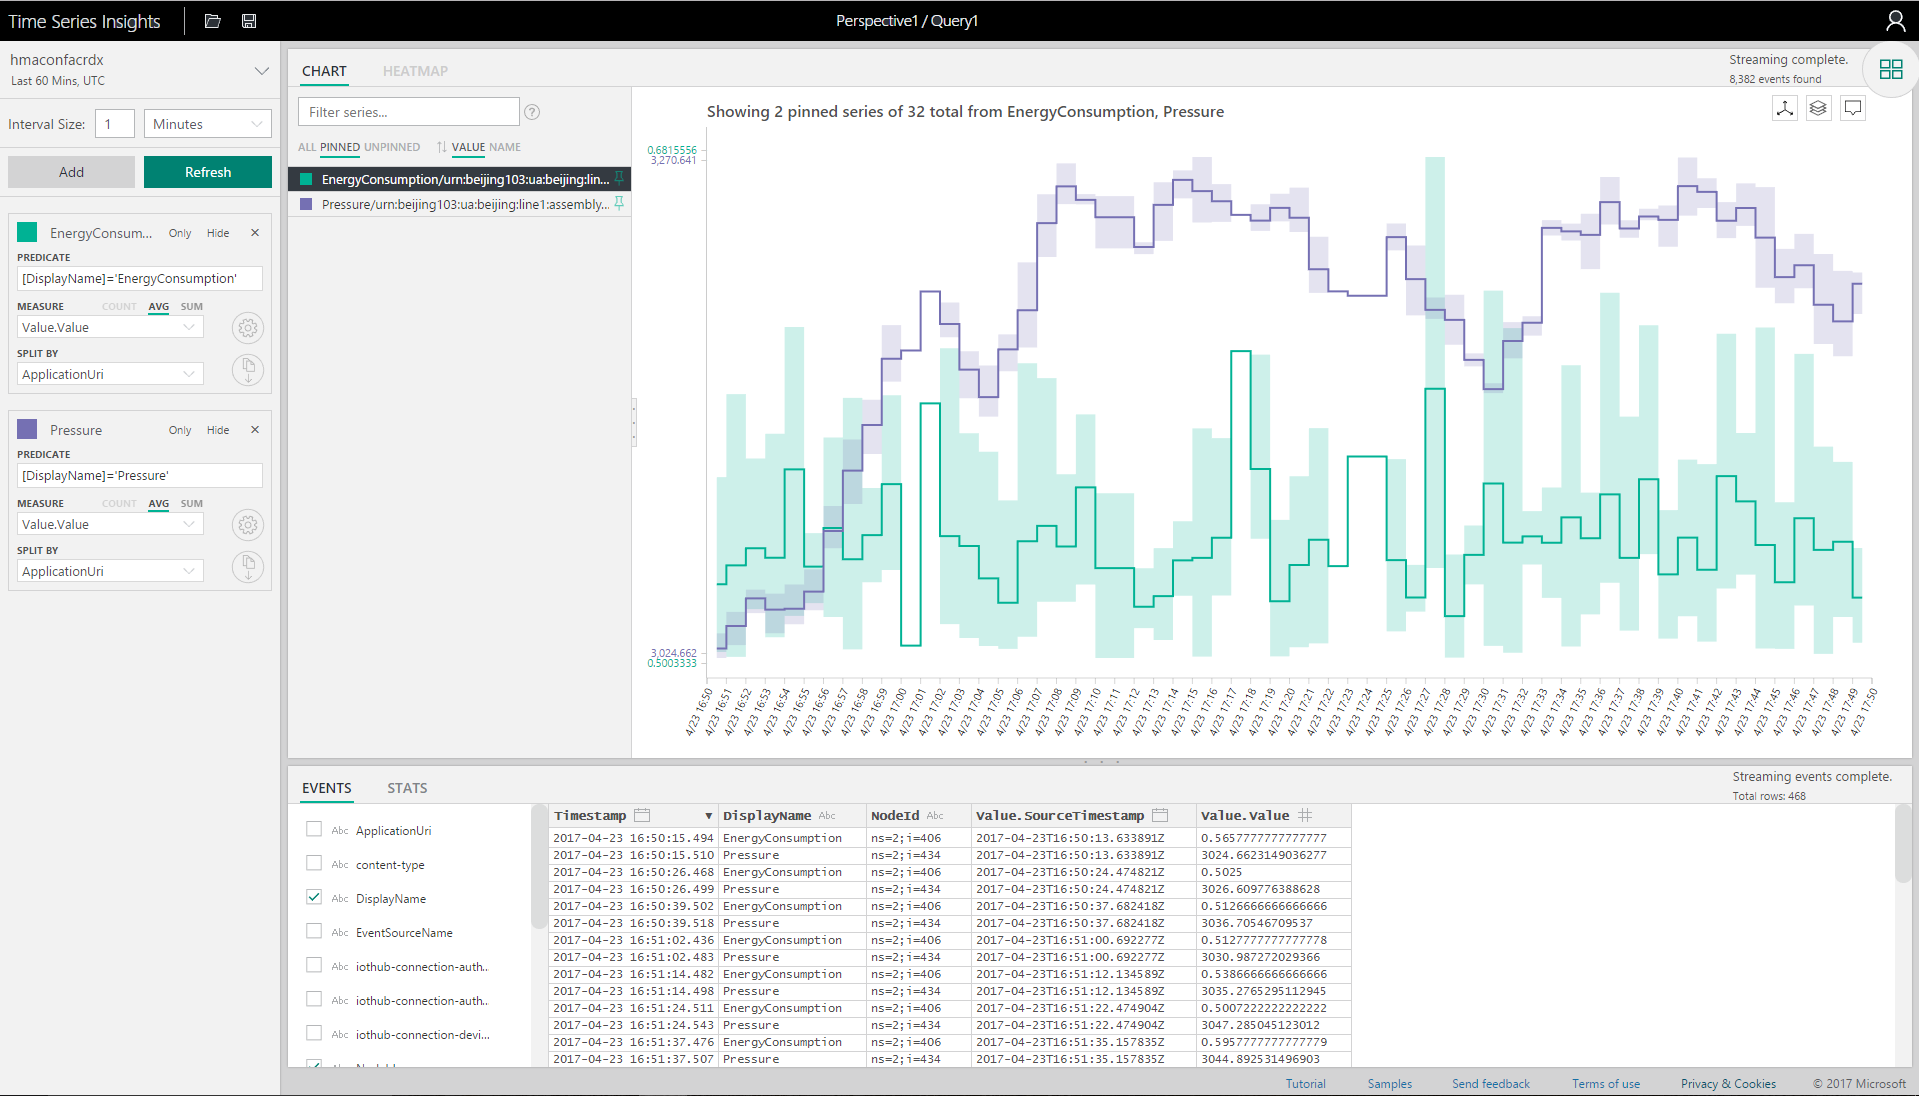 Time Series Insights
Perspective1 / Query1
hmaconfacrdx
Last 60 Mins, UTC
Interval Size: 1 Minutes
Add Refresh
EnergyConsum... Only Hide ×
PREDICATE
[DisplayName]='EnergyConsumption'
MEASURE COUNT AVG SUM
Value.Value
SPLIT BY
ApplicationUri
Pressure Only Hide ×
PREDICATE
[DisplayName]='Pressure'
MEASURE COUNT AVG SUM
Value.Value
SPLIT BY
ApplicationUri
CHART HEATMAP
Streaming complete.
8,382 events found
Filter series... ?
ALL PINNED UNPINNED VALUE NAME
EnergyConsumption/urn:beijing103:ua:beijing:lin...
Pressure/urn:beijing103:ua:beijing:line1:assembly...
Showing 2 pinned series of 32 total from EnergyConsumption, Pressure
0.6815556
3,270.641
3,024.662
0.5003333
4/23 16:50
4/23 16:51
4/23 16:52
4/23 16:53
4/23 16:54
4/23 16:55
4/23 16:56
4/23 16:57
4/23 16:58
4/23 16:59
4/23 17:00
4/23 17:01
4/23 17:02
4/23 17:03
4/23 17:04
4/23 17:05
4/23 17:06
4/23 17:07
4/23 17:08
4/23 17:09
4/23 17:10
4/23 17:11
4/23 17:12
4/23 17:13
4/23 17:14
4/23 17:15
4/23 17:16
4/23 17:17
4/23 17:18
4/23 17:19
4/23 17:20
4/23 17:21
4/23 17:22
4/23 17:23
4/23 17:24
4/23 17:25
4/23 17:26
4/23 17:27
4/23 17:28
4/23 17:29
4/23 17:30
4/23 17:31
4/23 17:32
4/23 17:33
4/23 17:34
4/23 17:35
4/23 17:36
4/23 17:37
4/23 17:38
4/23 17:39
4/23 17:40
4/23 17:41
4/23 17:42
4/23 17:43
4/23 17:44
4/23 17:45
4/23 17:46
4/23 17:47
4/23 17:48
4/23 17:49
4/23 17:50
EVENTS STATS
Streaming events complete.
Total rows: 468
Abc ApplicationUri
Abc content-type
Abc DisplayName
Abc EventSourceName
Abc iothub-connection-auth...
Abc iothub-connection-auth...
Abc iothub-connection-devi...
Timestamp DisplayName Abc NodeId Abc Value.SourceTimestamp Value.Value
2017-04-23 16:50:15.494 EnergyConsumption ns=2;i=406 2017-04-23T16:50:13.633891Z 0.5657777777777777
2017-04-23 16:50:15.510 Pressure ns=2;i=434 2017-04-23T16:50:13.633891Z 3024.6623149036277
2017-04-23 16:50:26.468 EnergyConsumption ns=2;i=406 2017-04-23T16:50:24.474821Z 0.5025
2017-04-23 16:50:26.499 Pressure ns=2;i=434 2017-04-23T16:50:24.474821Z 3026.609776388628
2017-04-23 16:50:39.502 EnergyConsumption ns=2;i=406 2017-04-23T16:50:37.682418Z 0.5126666666666666
2017-04-23 16:50:39.518 Pressure ns=2;i=434 2017-04-23T16:50:37.682418Z 3036.70546709537
2017-04-23 16:51:02.436 EnergyConsumption ns=2;i=406 2017-04-23T16:51:00.692277Z 0.5127777777777778
2017-04-23 16:51:02.483 Pressure ns=2;i=434 2017-04-23T16:51:00.692277Z 3030.987272029366
2017-04-23 16:51:14.482 EnergyConsumption ns=2;i=406 2017-04-23T16:51:12.134589Z 0.5386666666666666
2017-04-23 16:51:14.498 Pressure ns=2;i=434 2017-04-23T16:51:12.134589Z 3035.2765295112945
2017-04-23 16:51:24.511 EnergyConsumption ns=2;i=406 2017-04-23T16:51:22.474904Z 0.5007222222222222
2017-04-23 16:51:24.543 Pressure ns=2;i=434 2017-04-23T16:51:22.474904Z 3047.285045123012
2017-04-23 16:51:37.476 EnergyConsumption ns=2;i=406 2017-04-23T16:51:35.157835Z 0.5957777777777779
2017-04-23 16:51:37.507 Pressure ns=2;i=434 2017-04-23T16:51:35.157835Z 3044.892531496903
Tutorial Samples Send feedback Terms of use Privacy & Cookies © 2017 Microsoft